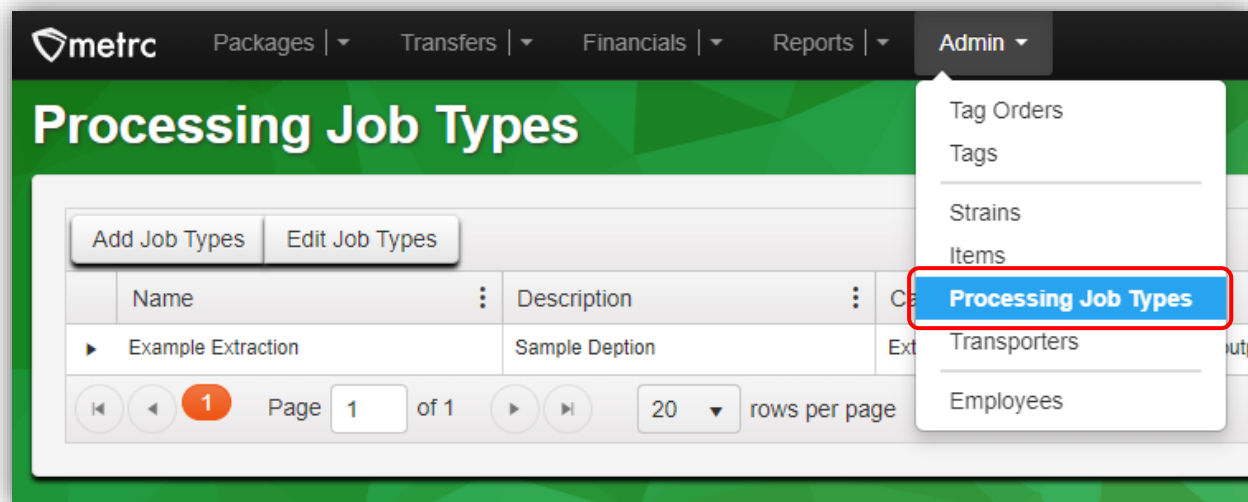 metrc Packages Transfers Financials Reports Admin
Processing Job Types
Tag Orders
Tags
Strains
Items
Processing Job Types
Transporters
Employees
Add Job Types Edit Job Types
Name Description
Example Extraction Sample Deption
1 Page 1 of 1 20 rows per page